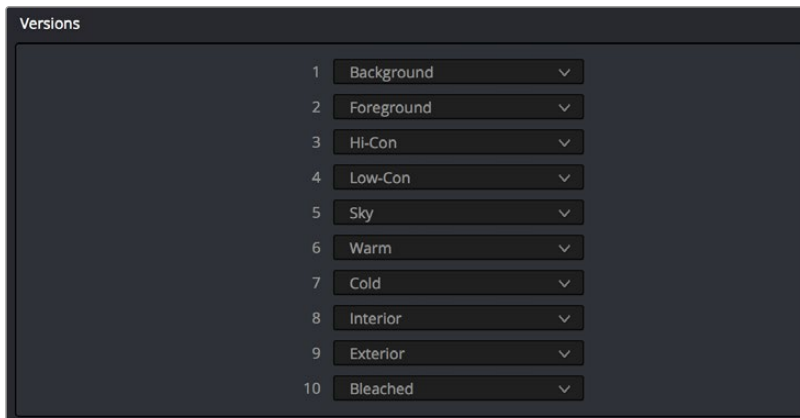 Versions
1 Background
2 Foreground
3 Hi-Con
4 Low-Con
5 Sky
6 Warm
7 Cold
8 Interior
9 Exterior
10 Bleached